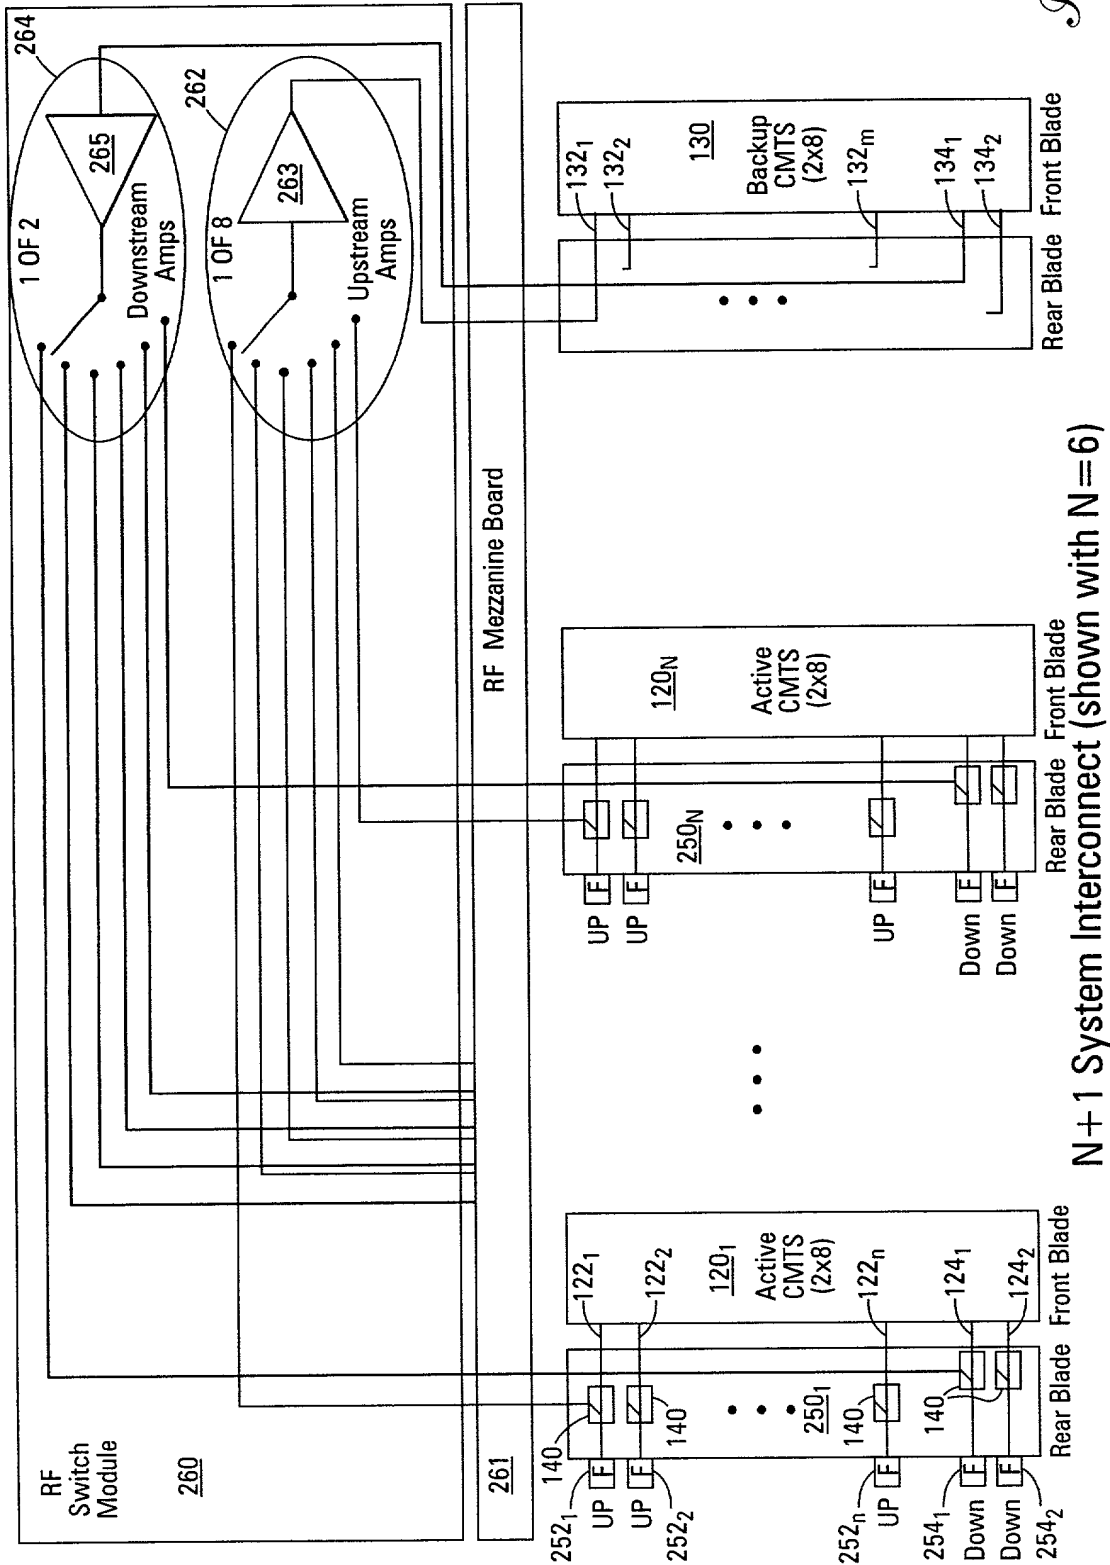 RF
Switch
Module
260
264
1 OF 2
265
Downstream
Amps
262
1 OF 8
263
Upstream
Amps
261
RF Mezzanine Board
252₁
UP
UP
252₂
252ₙ
UP
254₁
Down
Down
254₂
140
140
140
140
250₁
Rear Blade
122₁
122₂
120₁
Active
CMTS
(2x8)
122ₙ
124₁
124₂
Front Blade
UP
UP
UP
Down
Down
F
F
F
F
F
F
F
F
F
F
250N
Rear Blade
120N
Active
CMTS
(2x8)
Front Blade
Rear Blade
132₁
132₂
130
Backup
CMTS
(2x8)
132ₘ
134₁
134₂
Front Blade
N+1 System Interconnect (shown with N=6)